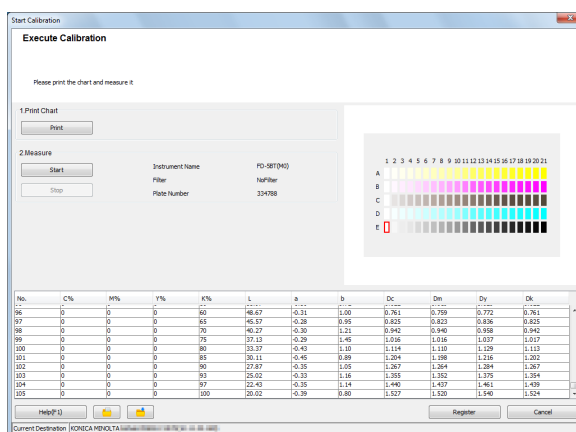 Start Calibration
Execute Calibration
Please print the chart and measure it
1.Print Chart
Print
2.Measure
Start
Stop
Instrument Name FD-5BT(M0)
Filter NoFilter
Plate Number 334788
1 2 3 4 5 6 7 8 9 10 11 12 13 14 15 16 17 18 19 20 21
A
B
C
D
E
No. C% M% Y% K% L a b Dc Dm Dy Dk
96 0 0 0 60 48.67 -0.31 1.00 0.761 0.759 0.772 0.761
97 0 0 0 65 45.57 -0.28 0.95 0.825 0.823 0.836 0.825
98 0 0 0 70 40.27 -0.30 1.21 0.942 0.940 0.958 0.942
99 0 0 0 75 37.13 -0.29 1.45 1.016 1.016 1.037 1.017
100 0 0 0 80 33.37 -0.43 1.10 1.114 1.110 1.129 1.113
101 0 0 0 85 30.11 -0.45 0.89 1.204 1.198 1.216 1.202
102 0 0 0 90 27.87 -0.35 1.05 1.267 1.264 1.284 1.267
103 0 0 0 93 25.02 -0.33 1.16 1.355 1.352 1.375 1.354
104 0 0 0 97 22.43 -0.35 1.14 1.440 1.437 1.461 1.439
105 0 0 0 100 20.02 -0.39 0.80 1.527 1.520 1.540 1.524
Help(F1) Register Cancel
Current Destination KONICA MINOLTA